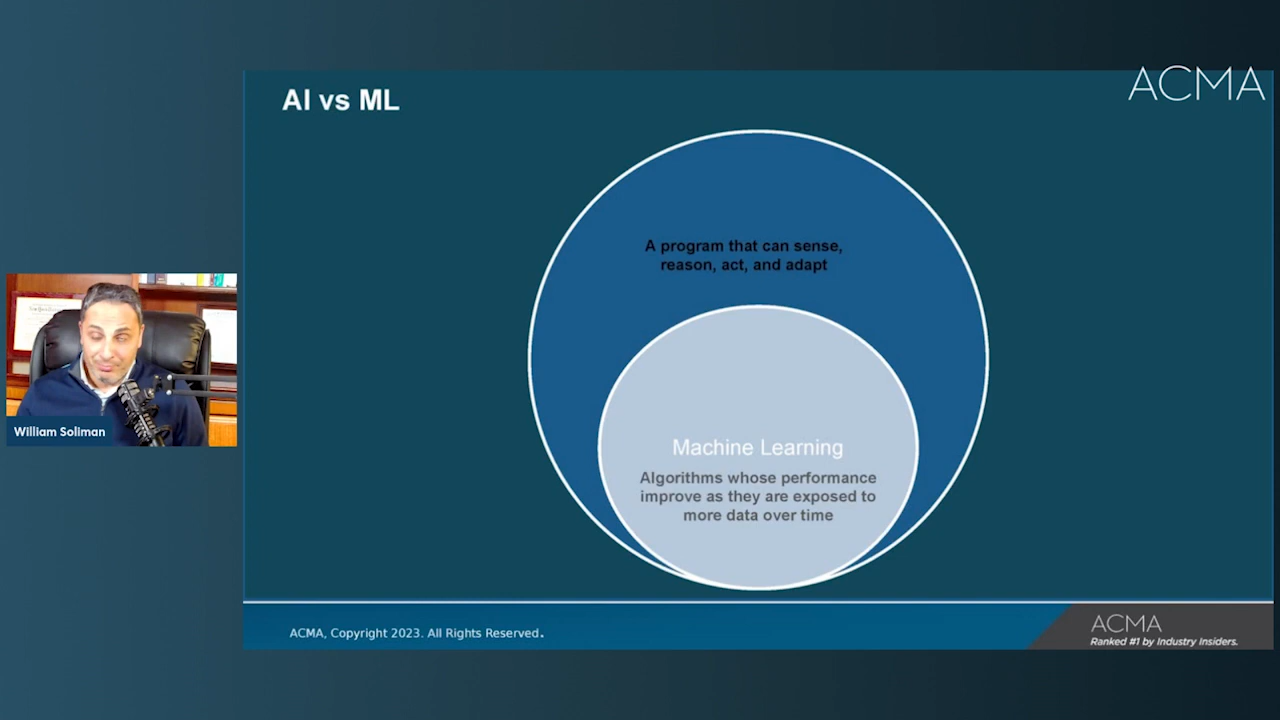 ACMA
AI vs ML
A program that can sense,
reason, act, and adapt
Machine Learning
Algorithms whose performance
improve as they are exposed to
more data over time
William Soliman
ACMA, Copyright 2023. All Rights Reserved.
ACMA
Ranked #1 by Industry Insiders.